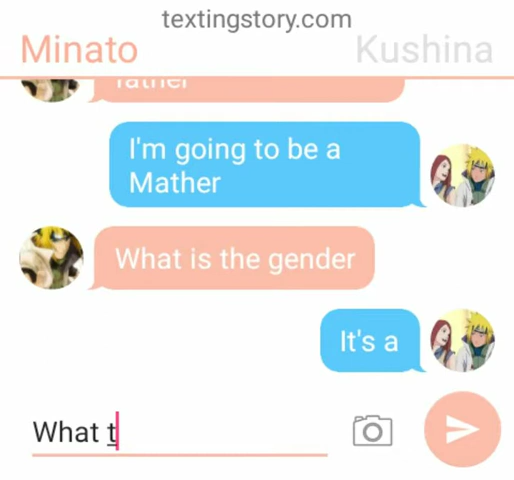 textingstory.com
Minato Kushina
I'm going to be a
Mather
What is the gender
It's a
What t